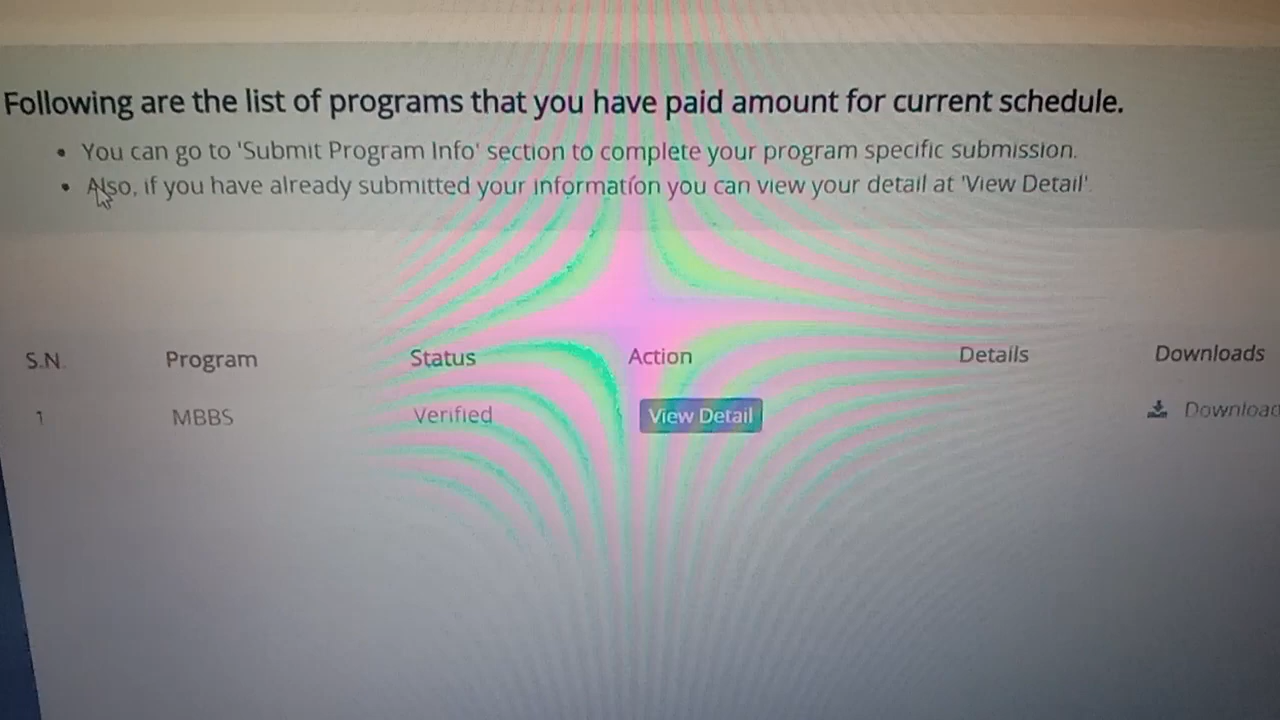 Following are the list of programs that you have paid amount for current schedule.
• You can go to 'Submit Program Info' section to complete your program specific submission.
• Also, if you have already submitted your information you can view your detail at 'View Detail'
S.N. Program Status Action Details Downloads
1 MBBS Verified View Detail Download